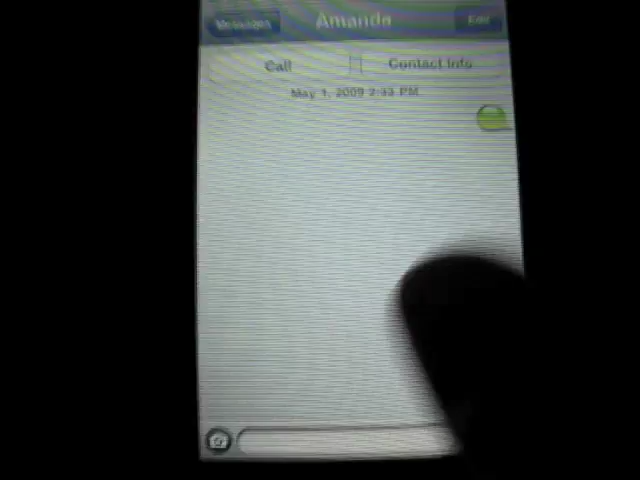 Messages Amanda Edit
Call Contact Info
May 1, 2009 2:33 PM